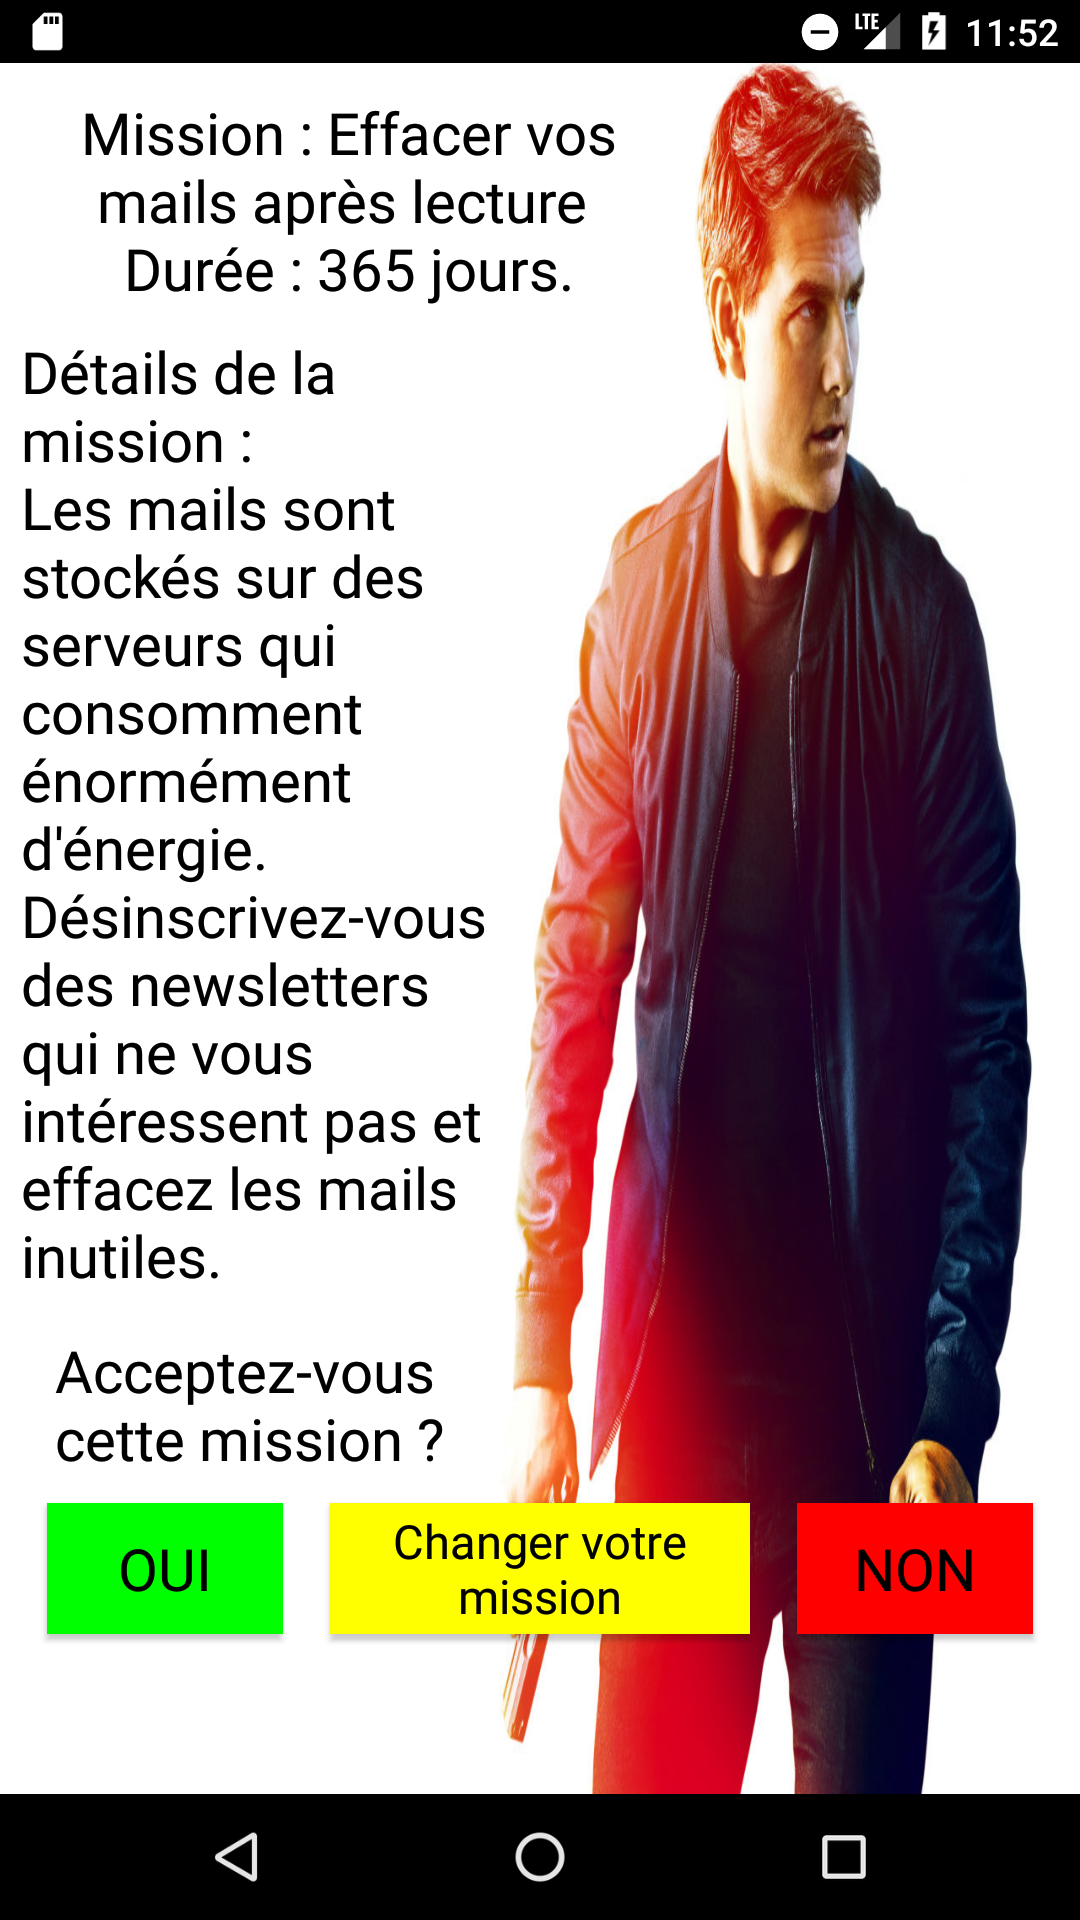 LTE 11:52
Mission : Effacer vos
mails après lecture
Durée : 365 jours.
Détails de la
mission :
Les mails sont
stockés sur des
serveurs qui
consomment
énormément
d'énergie.
Désinscrivez-vous
des newsletters
qui ne vous
intéressent pas et
effacez les mails
inutiles.
Acceptez-vous
cette mission ?
OUI
Changer votre
mission
NON